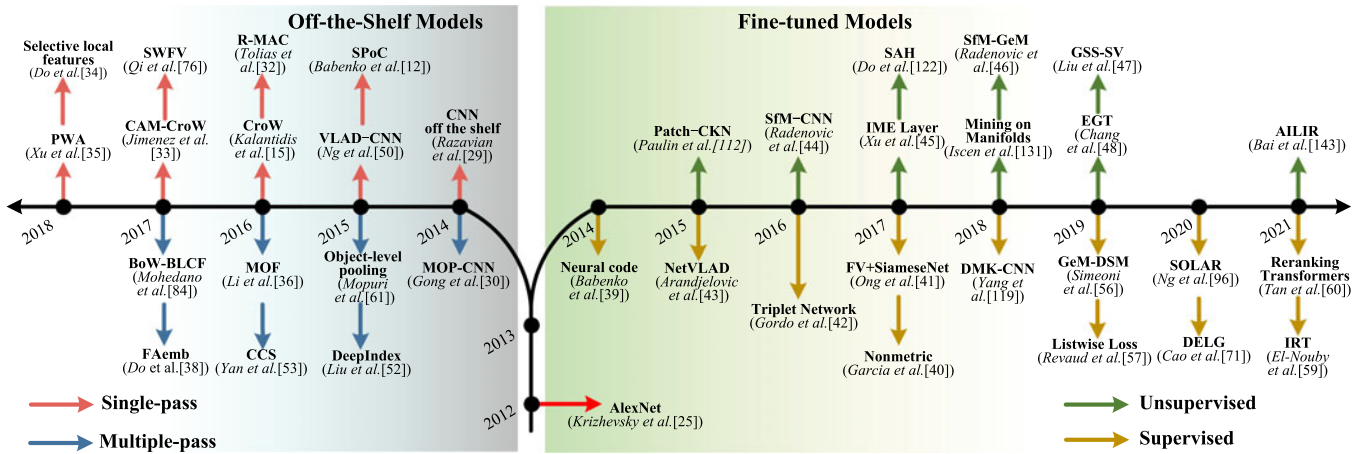 Off-the-Shelf Models
Fine-tuned Models
Selective local
features
(Do et al.[34])
SWFV
(Qi et al.[76])
R-MAC
(Tolias et
al.[32])
SPoC
(Babenko et al.[12])
PWA
(Xu et al.[35])
CAM-CroW
(Jimenez et al.
[33])
CroW
(Kalantidis
et al.[15])
VLAD-CNN
(Ng et al.[50])
CNN
off the shelf
(Razavian
et al.[29])
Patch-CKN
(Paulin et al.[112])
SfM-CNN
(Radenovic
et al.[44])
SAH
(Do et al.[122])
IME Layer
(Xu et al.[45])
SfM-GeM
(Radenovic et
al.[46])
Mining on
Manifolds
(Iscen et al.[131])
GSS-SV
(Liu et al.[47])
EGT
(Chang
et al.[48])
AILIR
(Bai et al.[143])
2018
2017
2016
2015
2014
2013
2012
2014
2015
2016
2017
2018
2019
2020
2021
BoW-BLCF
(Mohedano
et al.[84])
MOF
(Li et al.[36])
Object-level
pooling
(Mopuri
et al.[61])
MOP-CNN
(Gong et al.[30])
Neural code
(Babenko
et al.[39])
NetVLAD
(Arandjelovic
et al.[43])
Triplet Network
(Gordo et al.[42])
FV+SiameseNet
(Ong et al.[41])
DMK-CNN
(Yang et
al.[119])
GeM-DSM
(Simeoni
et al.[56])
SOLAR
(Ng et al.[96])
Reranking
Transformers
(Tan et al.[60])
FAemb
(Do et al.[38])
CCS
(Yan et al.[53])
DeepIndex
(Liu et al.[52])
Nonmetric
(Garcia et al.[40])
Listwise Loss
(Revaud et al.[57])
DELG
(Cao et al.[71])
IRT
(El-Nouby
et al.[59])
AlexNet
(Krizhevsky et al.[25])
Single-pass
Multiple-pass
Unsupervised
Supervised